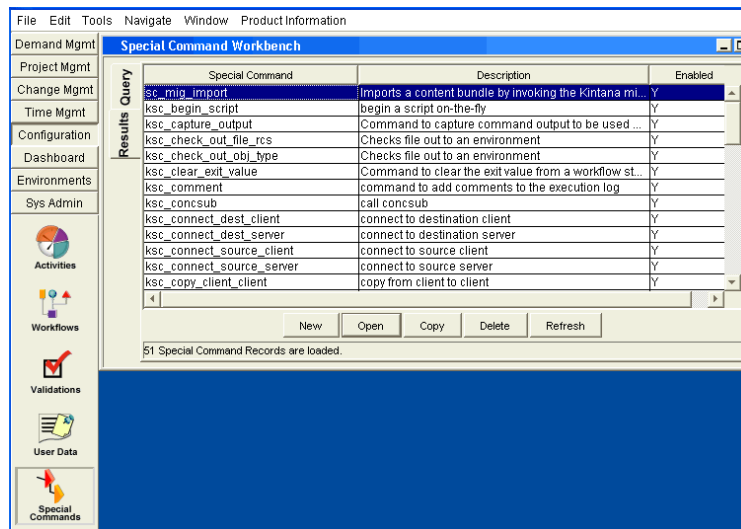 File Edit Tools Navigate Window Product Information
Demand Mgmt
Project Mgmt
Change Mgmt
Time Mgmt
Configuration
Dashboard
Environments
Sys Admin
Activities
Workflows
Validations
User Data
Special
Commands
Special Command Workbench
Query
Results
Special Command Description Enabled
sc_mig_import Imports a content bundle by invoking the Kintana mi... Y
ksc_begin_script begin a script on-the-fly Y
ksc_capture_output Command to capture command output to be used ... Y
ksc_check_out_file_rcs Checks file out to an environment Y
ksc_check_out_obj_type Checks file out to an environment Y
ksc_clear_exit_value Command to clear the exit value from a workflow st... Y
ksc_comment command to add comments to the execution log Y
ksc_concsub call concsub Y
ksc_connect_dest_client connect to destination client Y
ksc_connect_dest_server connect to destination server Y
ksc_connect_source_client connect to source client Y
ksc_connect_source_server connect to source server Y
ksc_copy_client_client copy from client to client Y
New Open Copy Delete Refresh
51 Special Command Records are loaded.